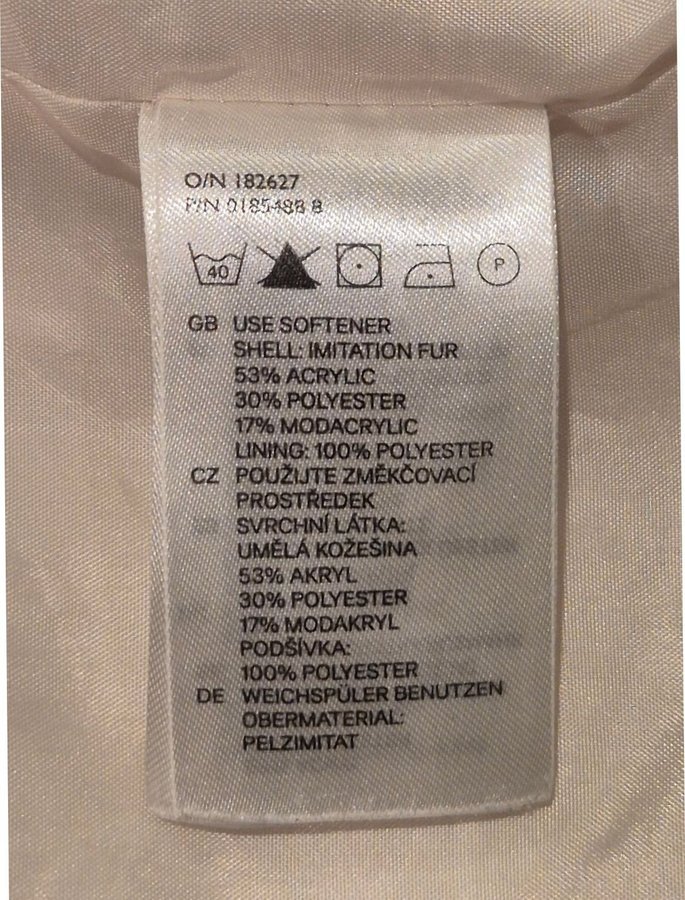 O/N 182627
P/N 0185488 8
40 P
GB USE SOFTENER
SHELL: IMITATION FUR
53% ACRYLIC
30% POLYESTER
17% MODACRYLIC
LINING: 100% POLYESTER
CZ POUŽIJTE ZMĚKČOVACÍ
PROSTŘEDEK
SVRCHNÍ LÁTKA:
UMĚLÁ KOŽEŠINA
53% AKRYL
30% POLYESTER
17% MODAKRYL
PODŠÍVKA:
100% POLYESTER
DE WEICHSPÜLER BENUTZEN
OBERMATERIAL:
PELZIMITAT